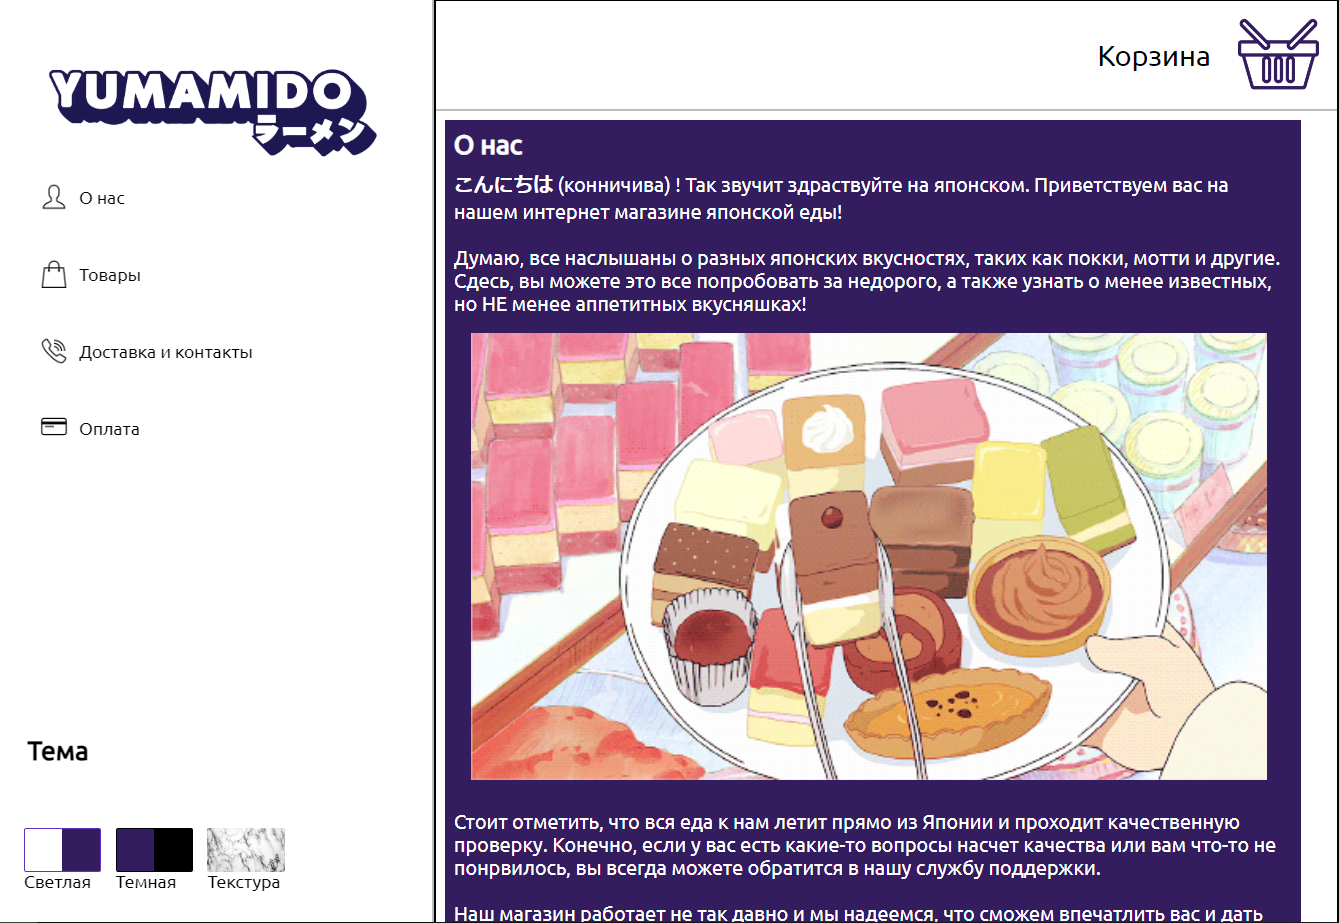 YUMAMIDO
ラーメン
О нас
Товары
Доставка и контакты
Оплата
Тема
Светлая
Темная
Текстура
Корзина
О нас
こんにちは (конничива) ! Так звучит здраствуйте на японском. Приветствуем вас на
нашем интернет магазине японской еды!
Думаю, все наслышаны о разных японских вкусностях, таких как покки, мотти и другие.
Сдесь, вы можете это все попробовать за недорого, а также узнать о менее известных,
но НЕ менее аппетитных вкусняшках!
Стоит отметить, что вся еда к нам летит прямо из Японии и проходит качественную
проверку. Конечно, если у вас есть какие-то вопросы насчет качества или вам что-то не
понрвилось, вы всегда можете обратится в нашу службу поддержки.
Наш магазин работает не так давно и мы надеемся, что сможем впечатлить вас и дать